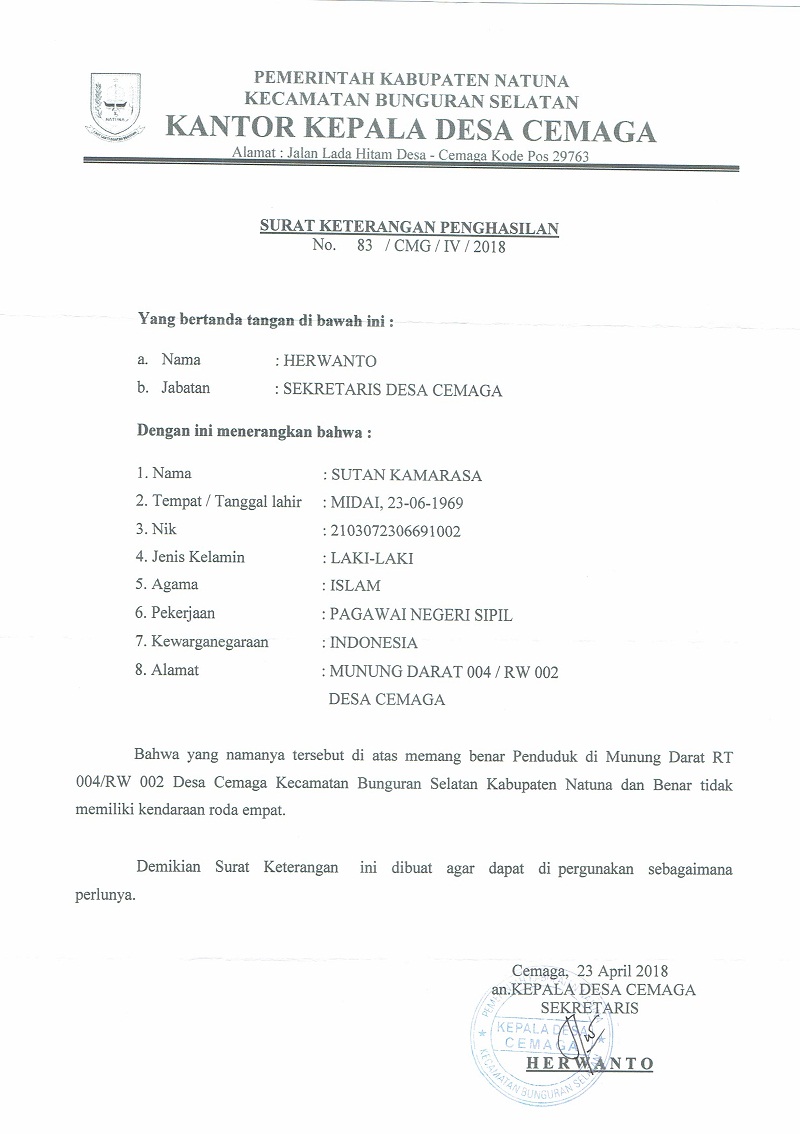 PEMERINTAH KABUPATEN NATUNA
KECAMATAN BUNGURAN SELATAN
KANTOR KEPALA DESA CEMAGA
Alamat : Jalan Lada Hitam Desa - Cemaga Kode Pos 29763
NATUNA
SURAT KETERANGAN PENGHASILAN
No. 83 / CMG / IV / 2018
Yang bertanda tangan di bawah ini :
a. Nama : HERWANTO
b. Jabatan : SEKRETARIS DESA CEMAGA
Dengan ini menerangkan bahwa :
1. Nama : SUTAN KAMARASA
2. Tempat / Tanggal lahir : MIDAI, 23-06-1969
3. Nik : 2103072306691002
4. Jenis Kelamin : LAKI-LAKI
5. Agama : ISLAM
6. Pekerjaan : PAGAWAI NEGERI SIPIL
7. Kewarganegaraan : INDONESIA
8. Alamat : MUNUNG DARAT 004 / RW 002
DESA CEMAGA
Bahwa yang namanya tersebut di atas memang benar Penduduk di Munung Darat RT
004/RW 002 Desa Cemaga Kecamatan Bunguran Selatan Kabupaten Natuna dan Benar tidak
memiliki kendaraan roda empat.
Demikian Surat Keterangan ini dibuat agar dapat di pergunakan sebagaimana
perlunya.
Cemaga, 23 April 2018
an.KEPALA DESA CEMAGA
SEKRETARIS
KEPALA DESA
CEMAGA
KECAMATAN BUNGURAN SELATAN
HERWANTO